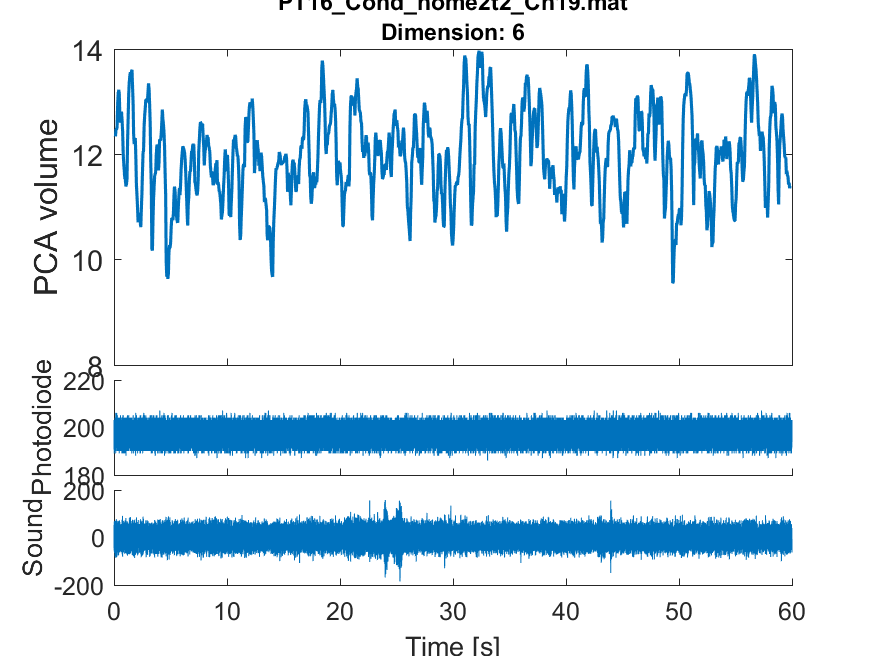 PT16_Cond_home2t2_Ch19.mat
Dimension: 6
14
12
10
8
PCA volume
220
200
180
Photodiode
200
0
-200
Sound
0 10 20 30 40 50 60
Time [s]